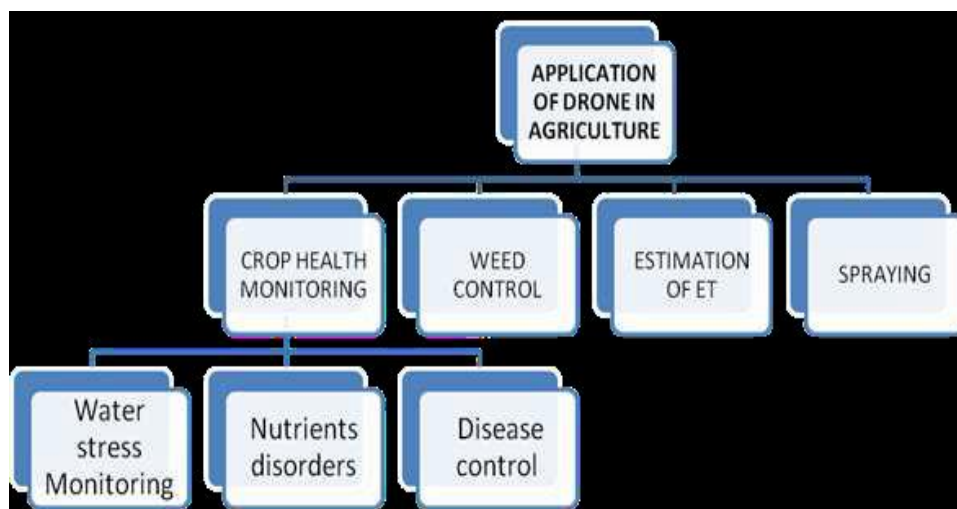 APPLICATION
OF DRONE IN
AGRICULTURE
CROP HEALTH
MONITORING
WEED
CONTROL
ESTIMATION
OF ET
SPRAYING
Water
stress
Monitoring
Nutrients
disorders
Disease
control